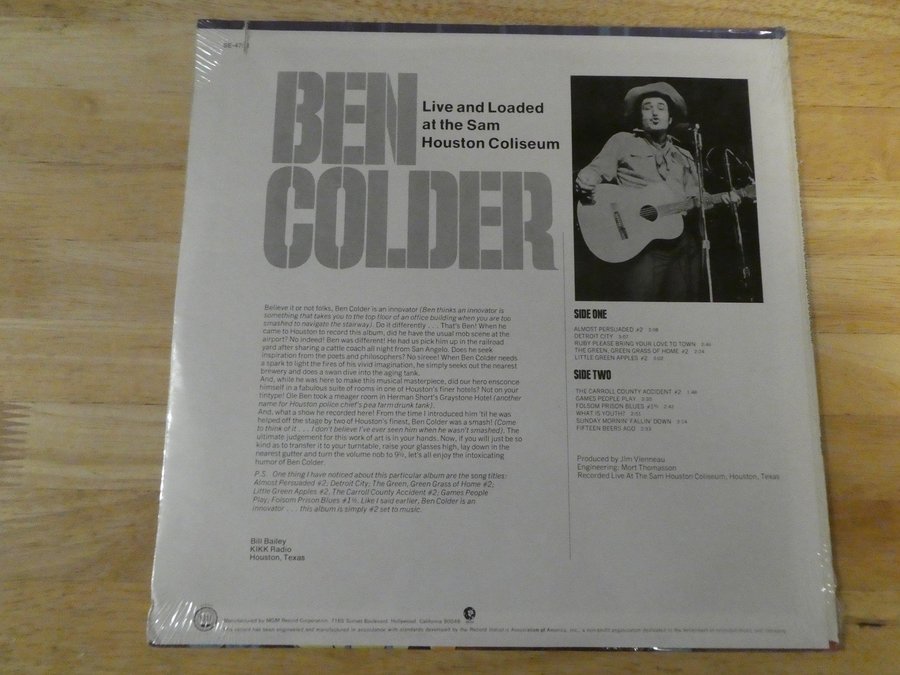 BEN
COLDER
Live and Loaded
at the Sam
Houston Coliseum
Believe it or not folks, Ben Colder is an innovator (Ben thinks an innovator is
something that takes you to the top floor of an office building when you are too
smashed to navigate the stairway). Do it differently . . . That's Ben! When he
came to Houston to record this album, did he have the usual mob scene at the
airport? No indeed! Ben was different! He had us pick him up in the railroad
yard after sharing a cattle coach all night from San Angelo. Does he seek
inspiration from the poets and philosophers? No sireee! When Ben Colder needs
a spark to light the fires of his vivid imagination, he simply seeks out the nearest
brewery and does a swan dive into the aging tank.
And, while he was here to make this musical masterpiece, did our hero ensconce
himself in a fabulous suite of rooms in one of Houston's finer hotels? Not on your
tintype! Ole Ben took a meager room in Herman Short's Graystone Hotel (another
name for Houston police chief's pea farm drunk tank).
And, what a show he recorded here! From the time I introduced him 'til he was
helped off the stage by two of Houston's finest, Ben Colder was a smash! (Come
to think of it . . . I don't believe I've ever seen him when he wasn't smashed). The
ultimate judgement for this work of art is in your hands. Now, if you will just be so
kind as to transfer it to your turntable, raise your glasses high, lay down in the
nearest gutter and turn the volume nob to 9¾, let's all enjoy the intoxicating
humor of Ben Colder.
P.S. One thing I have noticed about this particular album are the song titles:
Almost Persuaded #2; Detroit City; The Green, Green Grass of Home #2;
Little Green Apples #2, The Carroll County Accident #2; Games People
Play; Folsom Prison Blues #1½. Like I said earlier, Ben Colder is an
innovator . . . this album is simply #2 set to music.
Bill Bailey
KIKK Radio
Houston, Texas
SIDE ONE
ALMOST PERSUADED #2 3:08
DETROIT CITY 3:57
RUBY PLEASE BRING YOUR LOVE TO TOWN
THE GREEN, GREEN GRASS OF HOME #2
LITTLE GREEN APPLES #2
SIDE TWO
THE CARROLL COUNTY ACCIDENT #2
GAMES PEOPLE PLAY
FOLSOM PRISON BLUES #1½
WHAT IS YOUTH?
SUNDAY MORNIN' FALLIN' DOWN
FIFTEEN BEERS AGO
Produced by Jim Vienneau
Engineering: Mort Thomasson
Recorded Live At The Sam Houston Coliseum, Houston, Texas
Manufactured by MGM Record Corporation, 7165 Sunset Boulevard, Hollywood, California 90046